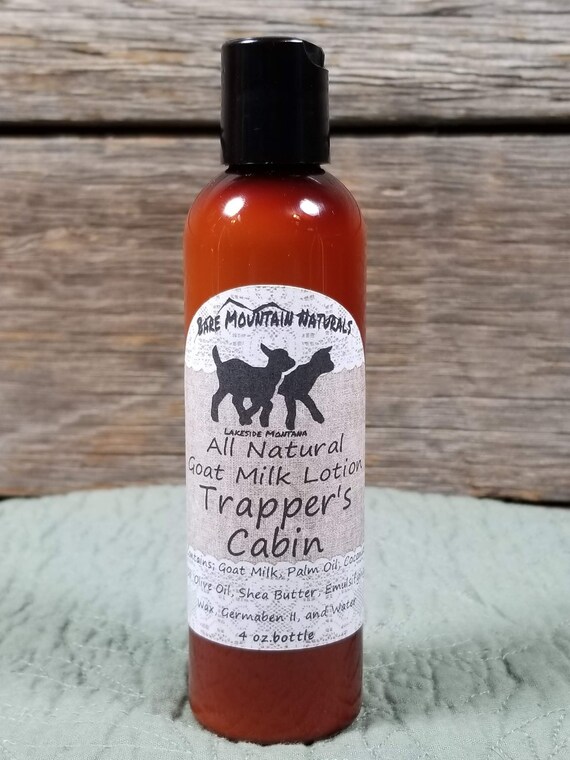 Bare Mountain Naturals
Lakeside Montana
All Natural
Goat Milk Lotion
Trapper's
Cabin
Goat Milk, Palm Oil,
Olive Oil, Shea Butter,
Wax, Germaben II, and Water
4 oz.bottle